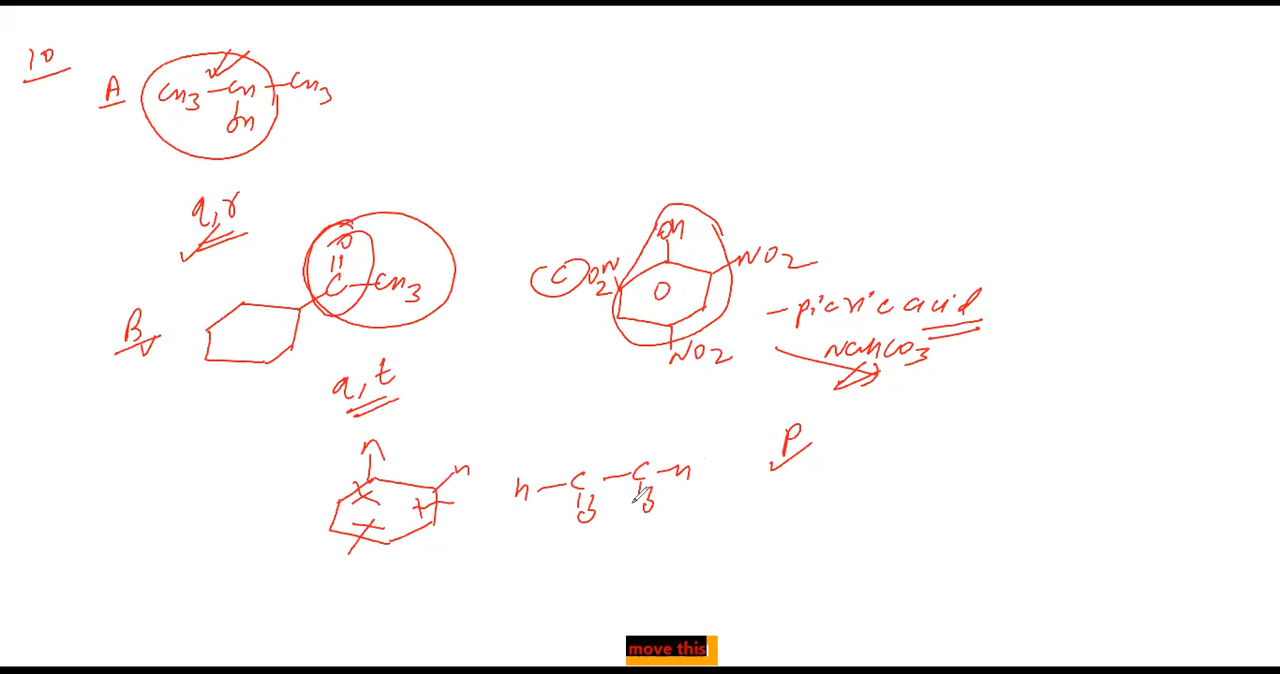 10
A CH3-CH-CH3
OH
q, r
O
C-CH3
B
q, t
OH
C O2N NO2
O
NO2
- picric acid
NaHCO3
P
H H
H-C-C-H
O O
move this